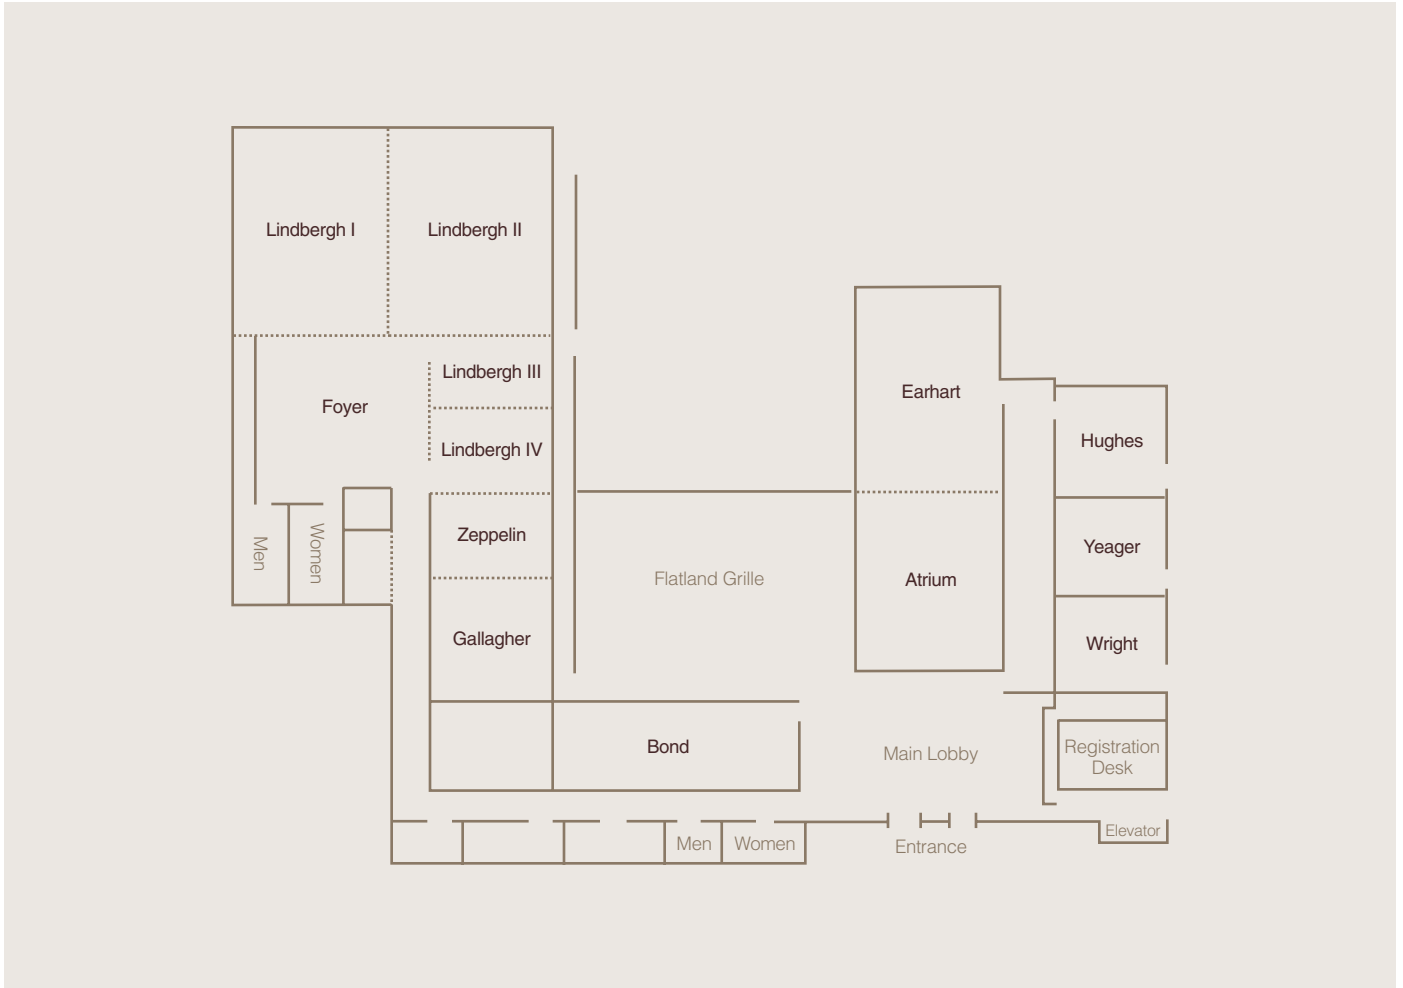 Lindbergh I
Lindbergh II
Lindbergh III
Earhart
Foyer
Hughes
Lindbergh IV
Zeppelin
Yeager
Men
Women
Flatland Grille
Atrium
Gallagher
Wright
Bond
Main Lobby
Registration
Desk
Elevator
Men
Women
Entrance